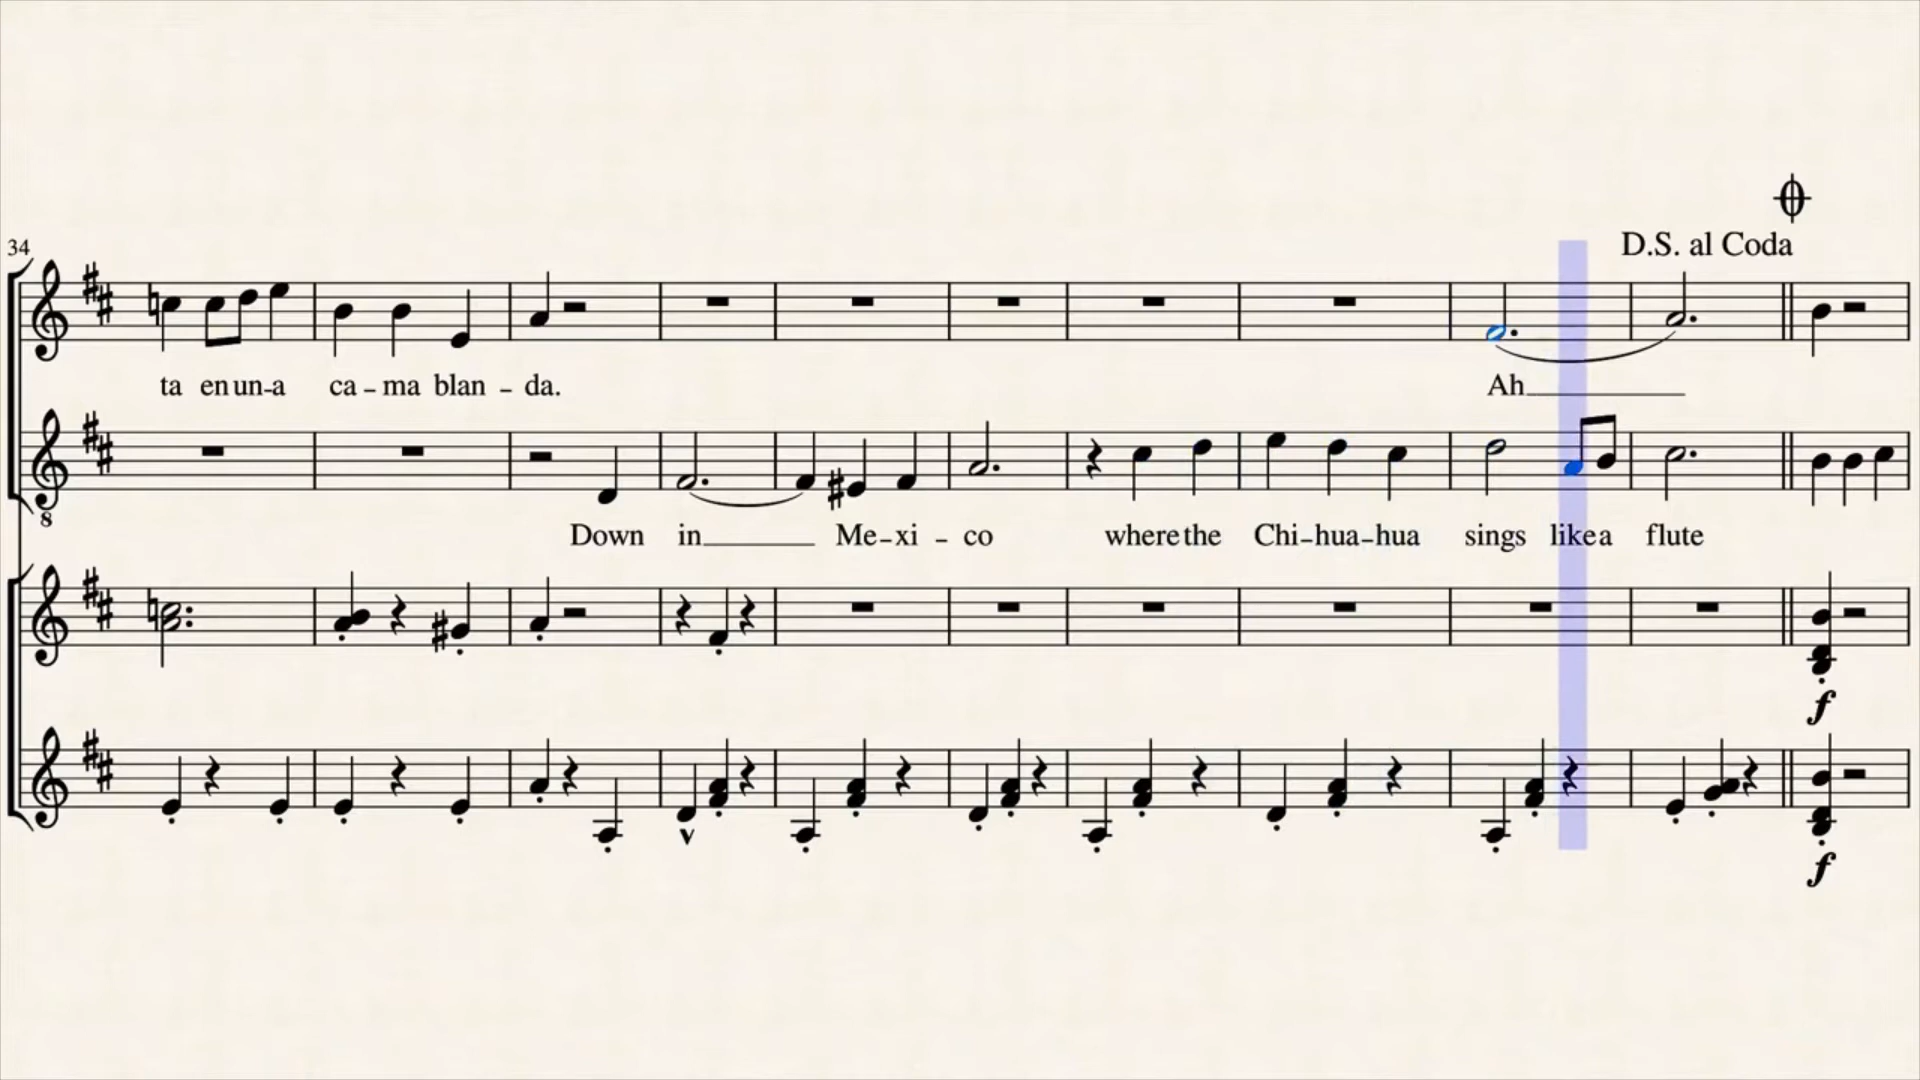 34
D.S. al Coda
ta en un-a ca-ma blan-da. Ah
8
Down in Me-xi-co where the Chi-hua-hua sings like a flute
f
f